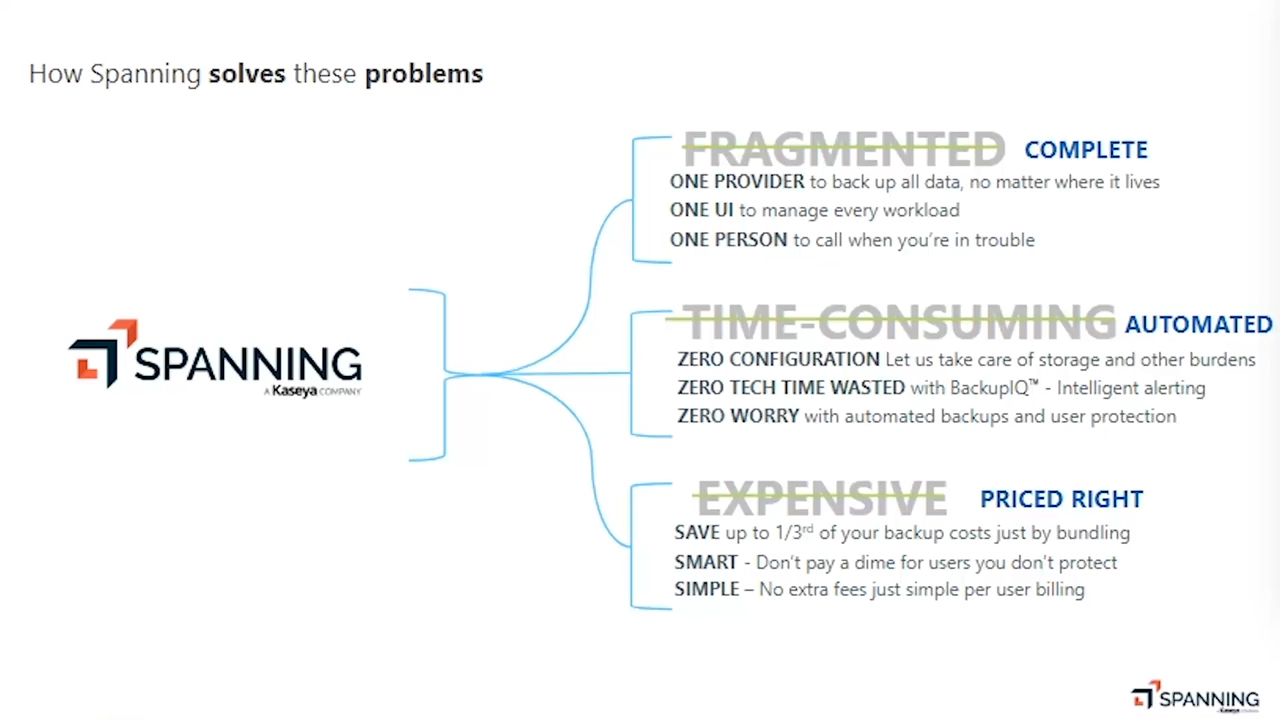 How Spanning solves these problems
FRAGMENTED COMPLETE
ONE PROVIDER to back up all data, no matter where it lives
ONE UI to manage every workload
ONE PERSON to call when you're in trouble
SPANNING
A Kaseya COMPANY
TIME-CONSUMING AUTOMATED
ZERO CONFIGURATION Let us take care of storage and other burdens
ZERO TECH TIME WASTED with BackupIQ™ - Intelligent alerting
ZERO WORRY with automated backups and user protection
EXPENSIVE PRICED RIGHT
SAVE up to 1/3rd of your backup costs just by bundling
SMART - Don't pay a dime for users you don't protect
SIMPLE – No extra fees just simple per user billing
SPANNING
A Kaseya COMPANY